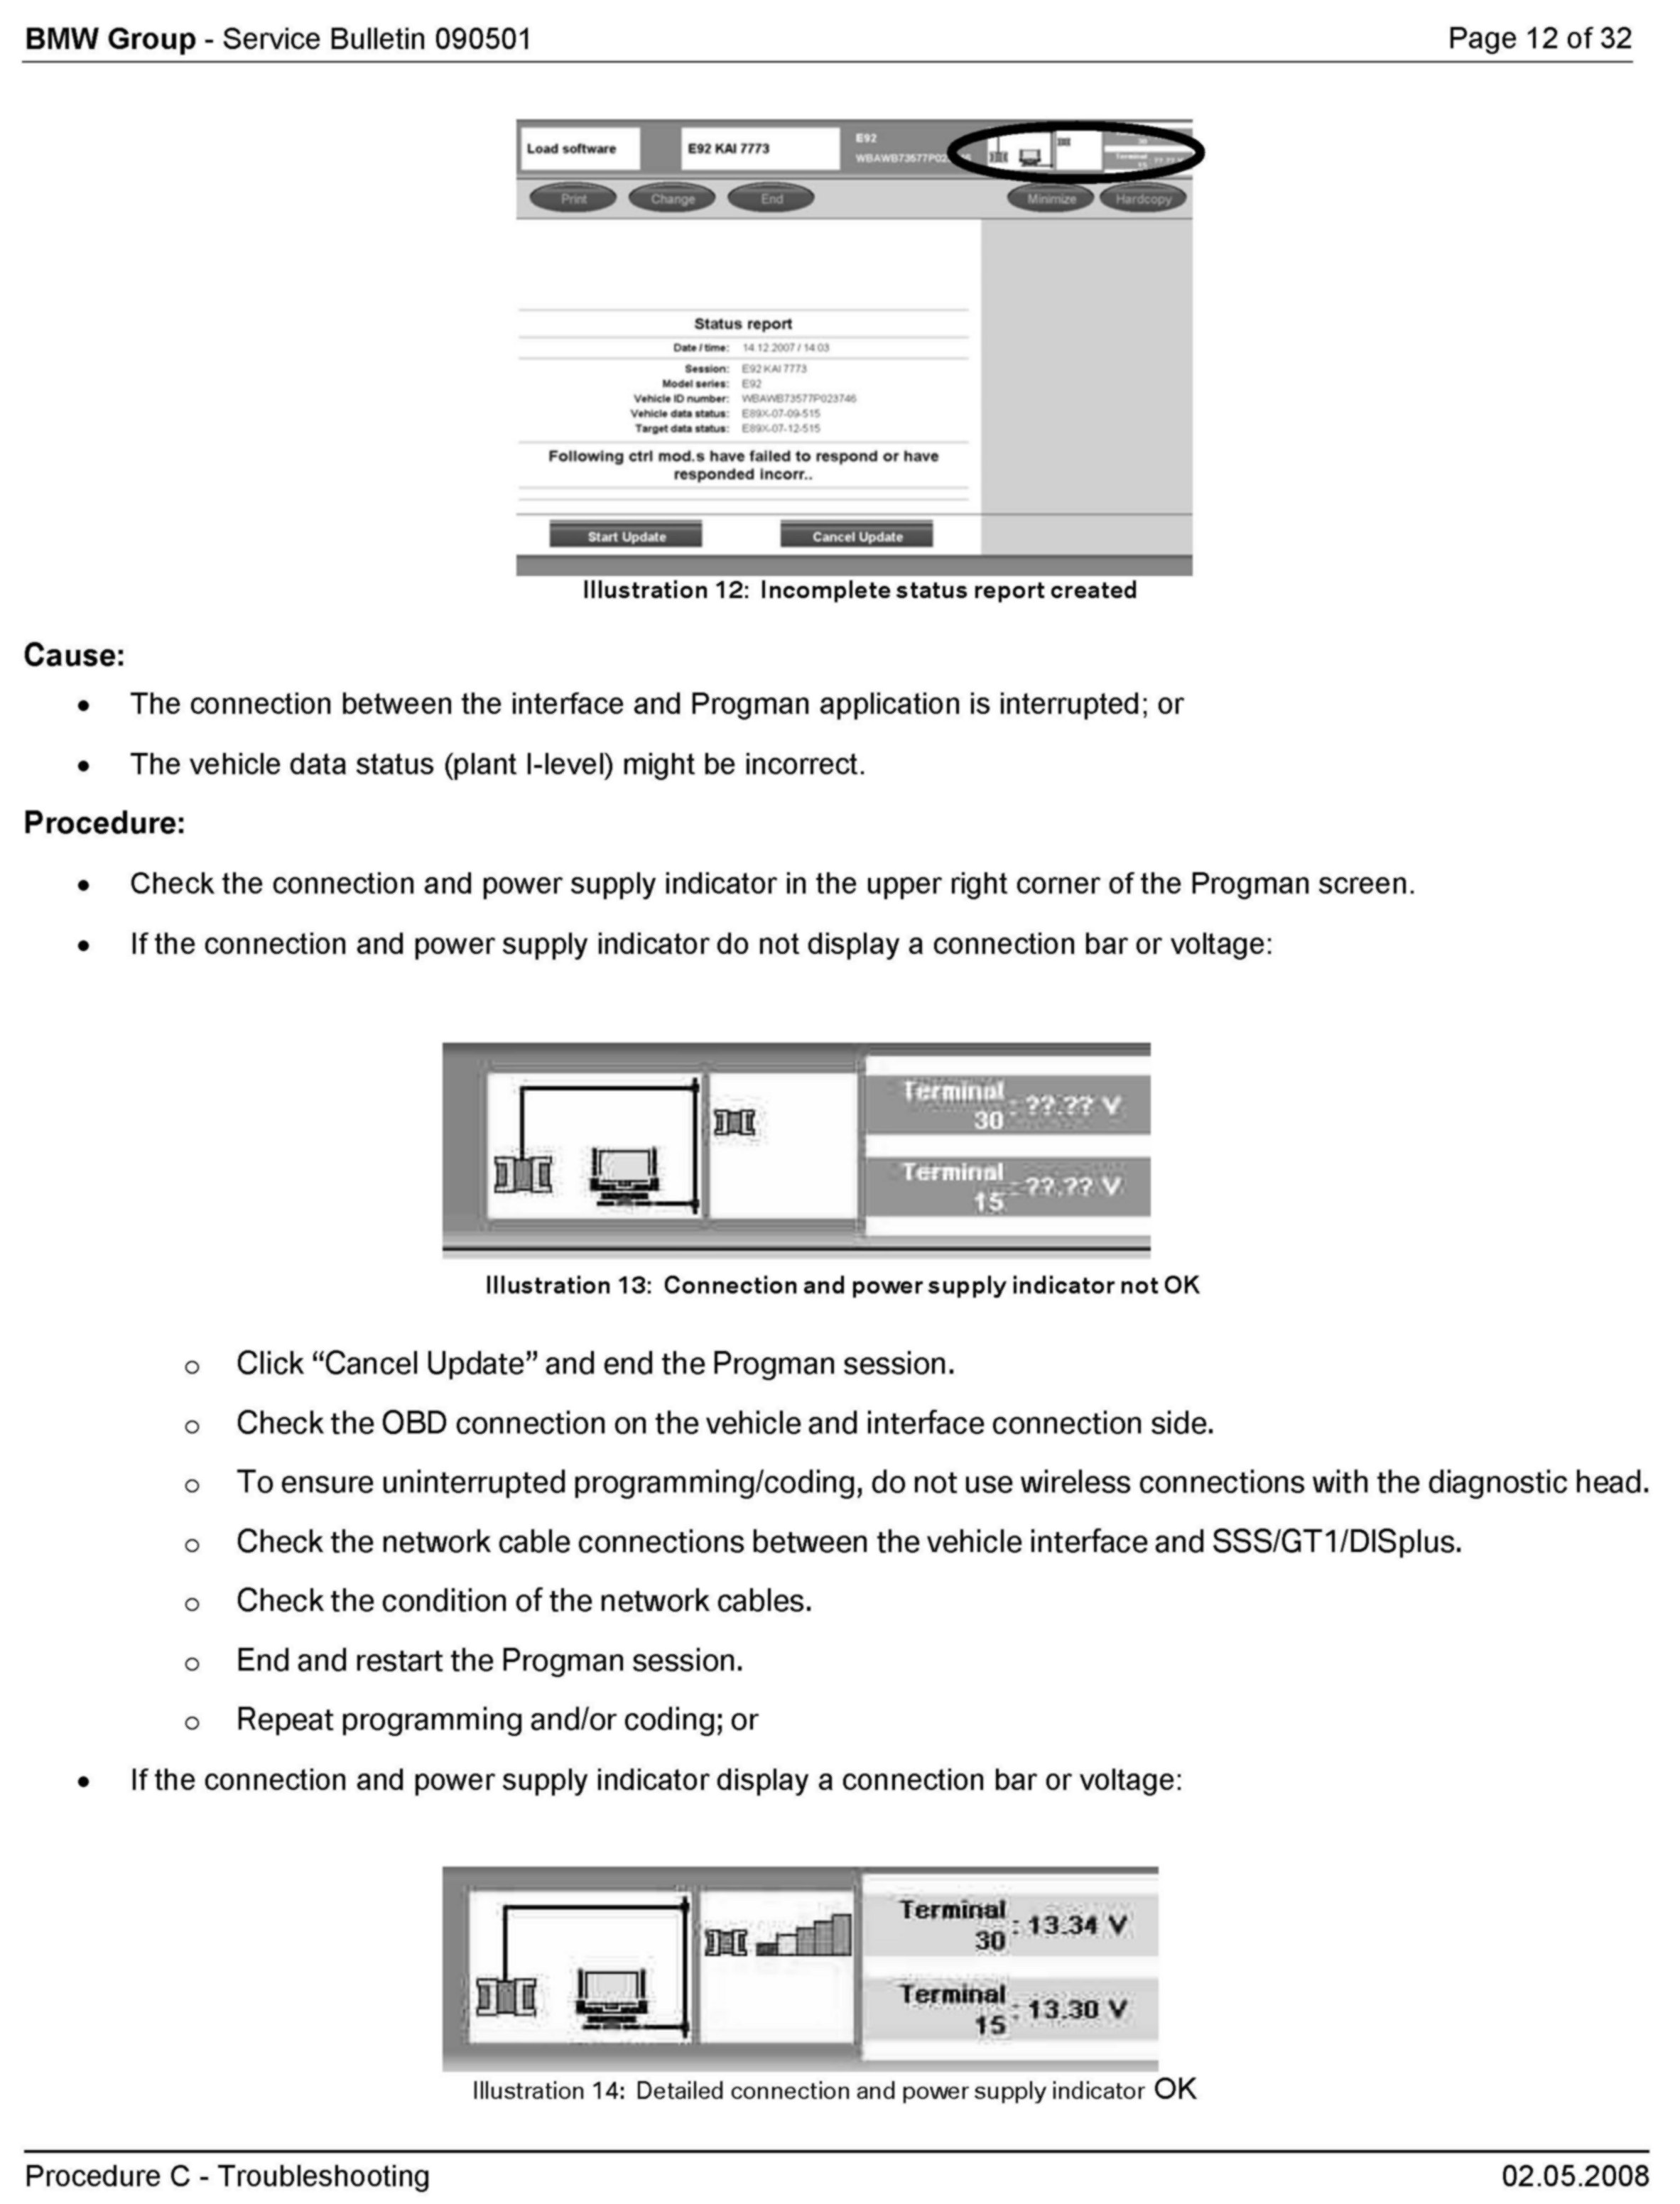 BMW Group - Service Bulletin 090501
Page 12 of 32
Load software
E92 KAI 7773
E92
WBAWB73577P02
Terminal
15
Print
Change
End
Minimize
Hardcopy
Status report
Date / time: 14.12.2007 / 14:03
Session: E92 KAI 7773
Model series: E92
Vehicle ID number: WBAWB73577P023746
Vehicle data status: E89X-07-09-515
Target data status: E89X-07-12-515
Following ctrl mod.s have failed to respond or have
responded incorr..
Start Update
Cancel Update
Illustration 12: Incomplete status report created
Cause:
• The connection between the interface and Progman application is interrupted; or
• The vehicle data status (plant I-level) might be incorrect.
Procedure:
• Check the connection and power supply indicator in the upper right corner of the Progman screen.
• If the connection and power supply indicator do not display a connection bar or voltage:
Terminal
30 : ??.?? V
Terminal
15 : ??.?? V
Illustration 13: Connection and power supply indicator not OK
o Click “Cancel Update” and end the Progman session.
o Check the OBD connection on the vehicle and interface connection side.
o To ensure uninterrupted programming/coding, do not use wireless connections with the diagnostic head.
o Check the network cable connections between the vehicle interface and SSS/GT1/DISplus.
o Check the condition of the network cables.
o End and restart the Progman session.
o Repeat programming and/or coding; or
• If the connection and power supply indicator display a connection bar or voltage:
Terminal
30 : 13.34 V
Terminal
15 : 13.30 V
Illustration 14: Detailed connection and power supply indicator OK
Procedure C - Troubleshooting
02.05.2008